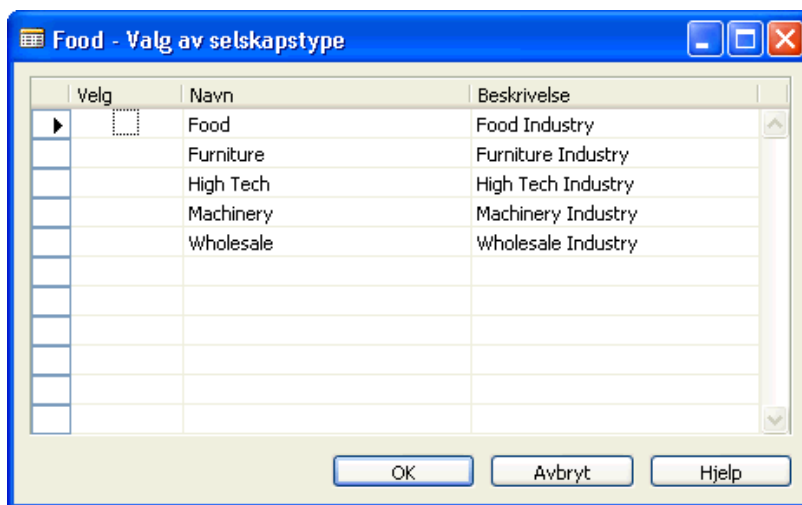 Food - Valg av selskapstype
Velg Navn Beskrivelse
Food Food Industry
Furniture Furniture Industry
High Tech High Tech Industry
Machinery Machinery Industry
Wholesale Wholesale Industry
OK Avbryt Hjelp